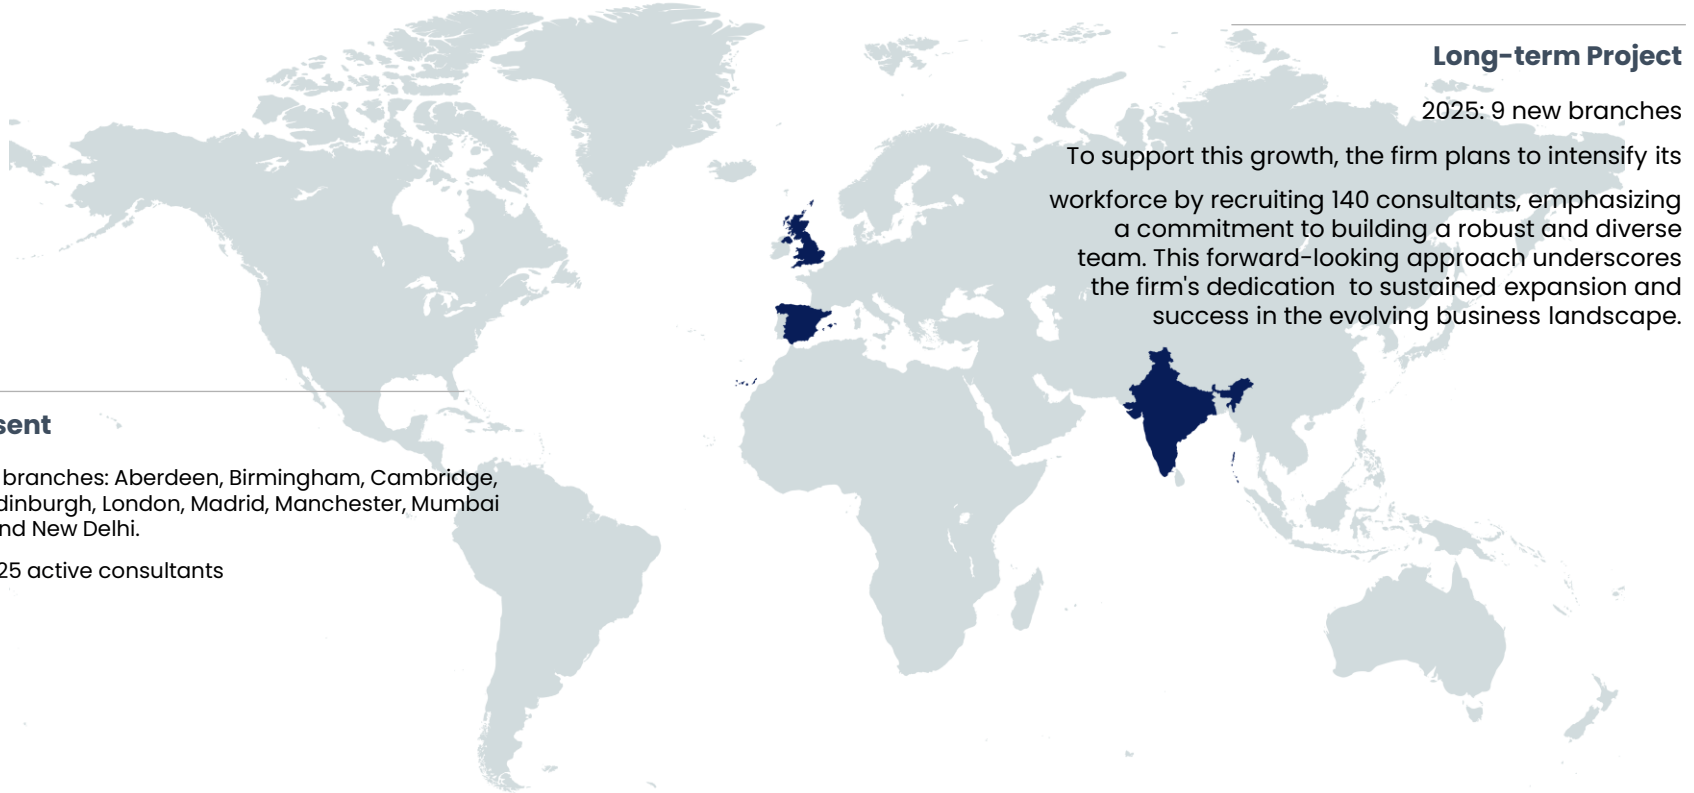 Long-term Project
2025: 9 new branches
To support this growth, the firm plans to intensify its
workforce by recruiting 140 consultants, emphasizing
a commitment to building a robust and diverse
team. This forward-looking approach underscores
the firm's dedication  to sustained expansion and
success in the evolving business landscape.
sent
branches: Aberdeen, Birmingham, Cambridge,
dinburgh, London, Madrid, Manchester, Mumbai
nd New Delhi.
25 active consultants